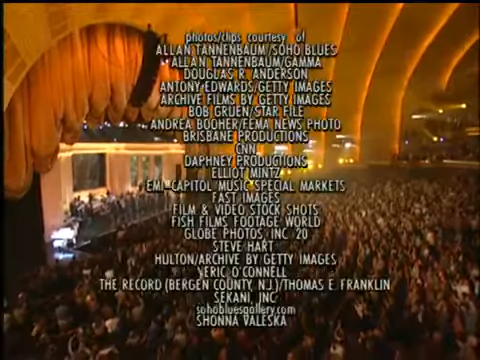 photos/clips courtesy of
ALLAN TANNENBAUM/SOHO BLUES
ALLAN TANNENBAUM/GAMMA
DOUGLAS R. ANDERSON
ANTONY EDWARDS/GETTY IMAGES
ARCHIVE FILMS BY GETTY IMAGES
BOB GRUEN/STAR FILE
ANDREA BOOHER/FEMA NEWS PHOTO
BRISBANE PRODUCTIONS
CNN
DAPHNEY PRODUCTIONS
ELLIOT MINTZ
EMI-CAPITOL MUSIC SPECIAL MARKETS
FAST IMAGES
FILM & VIDEO STOCK SHOTS
FISH FILMS FOOTAGE WORLD
GLOBE PHOTOS INC 20
STEVE HART
HULTON/ARCHIVE BY GETTY IMAGES
ERIC O'CONNELL
THE RECORD (BERGEN COUNTY, N.J.)/THOMAS E. FRANKLIN
SEKANI, INC
sohobluesgallery.com
SHONNA VALESKA